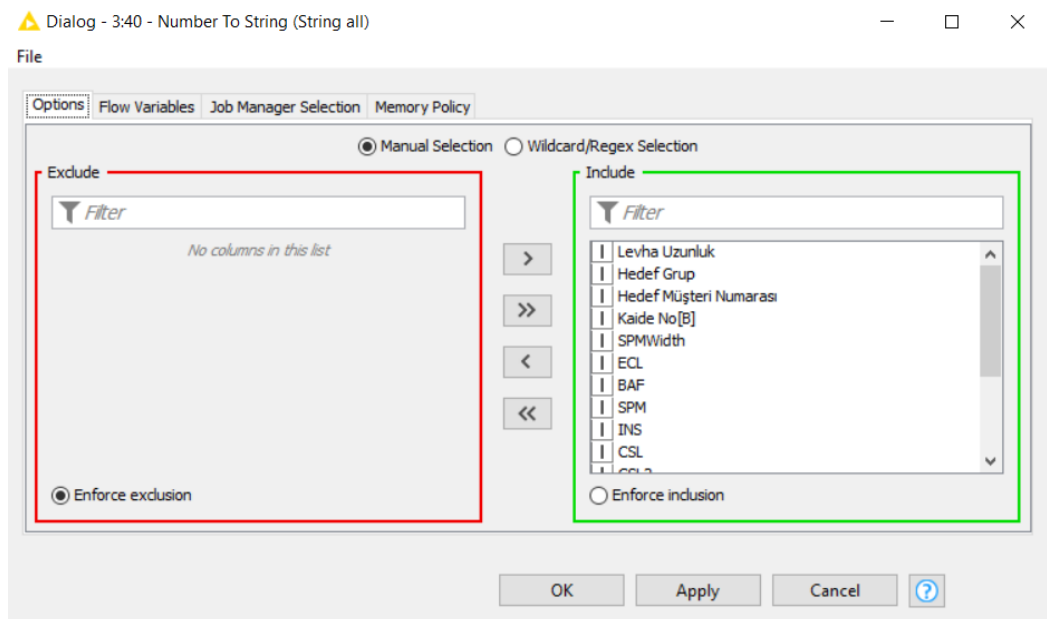 Dialog - 3:40 - Number To String (String all)
File
Options Flow Variables Job Manager Selection Memory Policy
Manual Selection Wildcard/Regex Selection
Exclude
Filter
No columns in this list
Enforce exclusion
>
>>
<
<<
Include
Filter
I Levha Uzunluk
I Hedef Grup
I Hedef Müşteri Numarası
I Kaide No[B]
I SPMWidth
I ECL
I BAF
I SPM
I INS
I CSL
Enforce inclusion
OK Apply Cancel ?